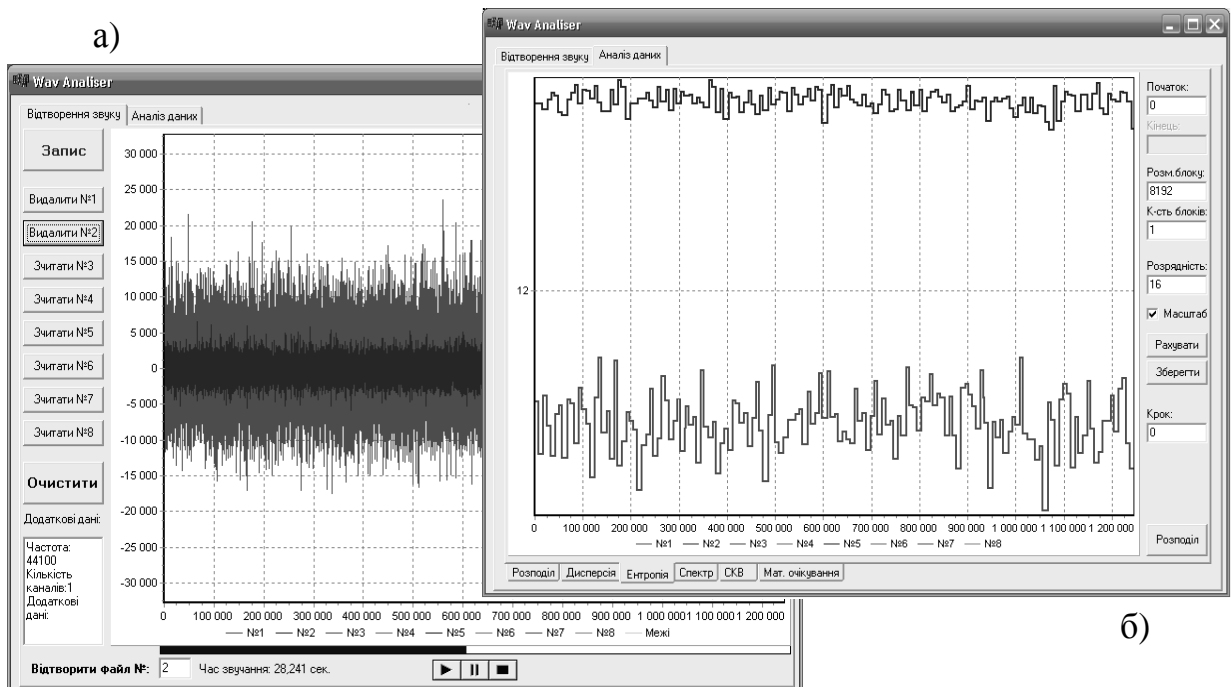 а)
Wav Analiser
Відтворення звуку
Аналіз даних
Запис
Видалити №1
Видалити №2
Зчитати №3
Зчитати №4
Зчитати №5
Зчитати №6
Зчитати №7
Зчитати №8
Очистити
Додаткові дані:
Частота:
44100
Кількість
каналів:1
Додаткові
дані:
30 000
25 000
20 000
15 000
10 000
5 000
0
-5 000
-10 000
-15 000
-20 000
-25 000
-30 000
0 100 000 200 000 300 000 400 000 500 000 600 000 700 000 800 000 900 000 1 000 0001 100 000 1 200 000
№1 №2 №3 №4 №5 №6 №7 №8 Межі
Відтворити файл №: 2 Час звучання: 28,241 сек.
Wav Analiser
Відтворення звуку
Аналіз даних
12
0 100 000 200 000 300 000 400 000 500 000 600 000 700 000 800 000 900 000 1 000 000 1 100 000 1 200 000
№1 №2 №3 №4 №5 №6 №7 №8
Початок:
0
Кінець:
Розм.блоку:
8192
К-сть блоків:
1
Розрядність:
16
Масштаб
Рахувати
Зберегти
Крок:
0
Розподіл
Розподіл Дисперсія Ентропія Спектр СКВ Мат. очікування
б)